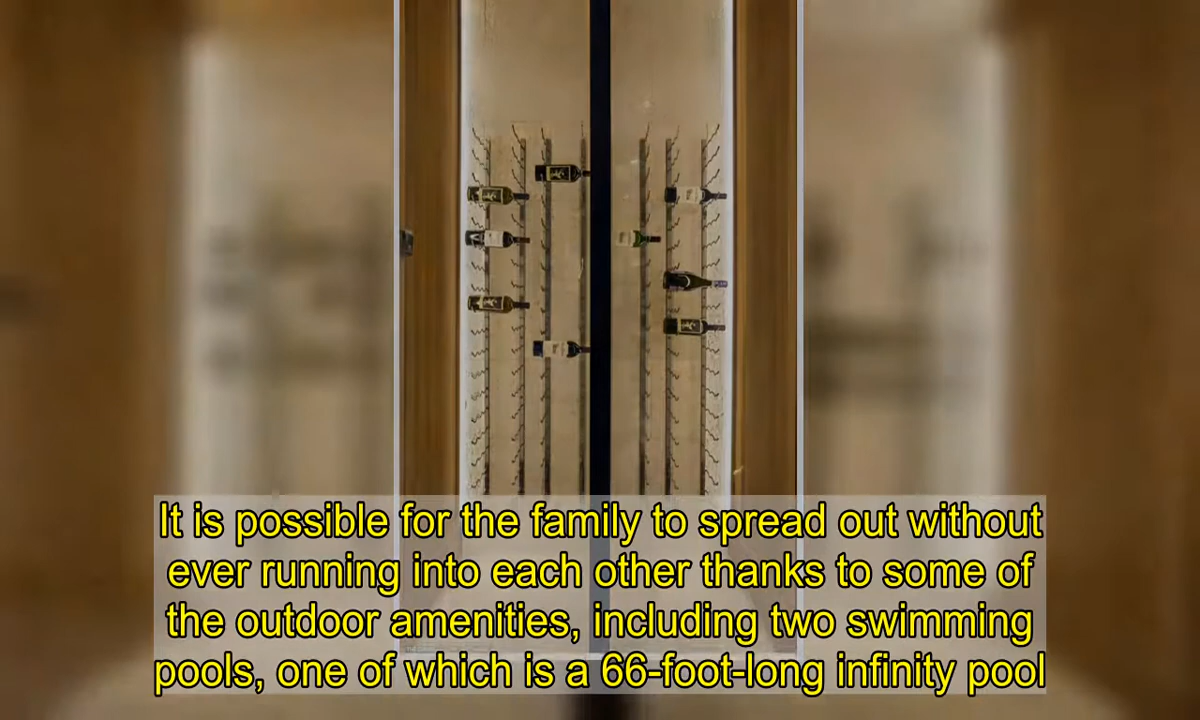 It is possible for the family to spread out without
ever running into each other thanks to some of
the outdoor amenities, including two swimming
pools, one of which is a 66-foot-long infinity pool